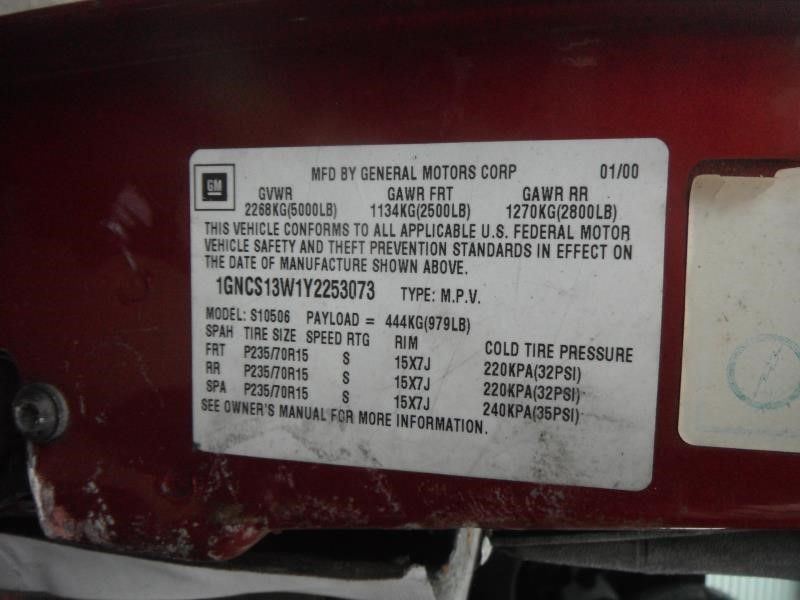 MFD BY GENERAL MOTORS CORP 01/00
GM
GVWR GAWR FRT GAWR RR
2268KG(5000LB) 1134KG(2500LB) 1270KG(2800LB)
THIS VEHICLE CONFORMS TO ALL APPLICABLE U.S. FEDERAL MOTOR
VEHICLE SAFETY AND THEFT PREVENTION STANDARDS IN EFFECT ON
THE DATE OF MANUFACTURE SHOWN ABOVE.
1GNCS13W1Y2253073 TYPE: M.P.V.
MODEL: S10506 PAYLOAD = 444KG(979LB)
SPAH TIRE SIZE SPEED RTG RIM COLD TIRE PRESSURE
FRT P235/70R15 S 15X7J 220KPA(32PSI)
RR P235/70R15 S 15X7J 220KPA(32PSI)
SPA P235/70R15 S 15X7J 240KPA(35PSI)
SEE OWNER'S MANUAL FOR MORE INFORMATION.